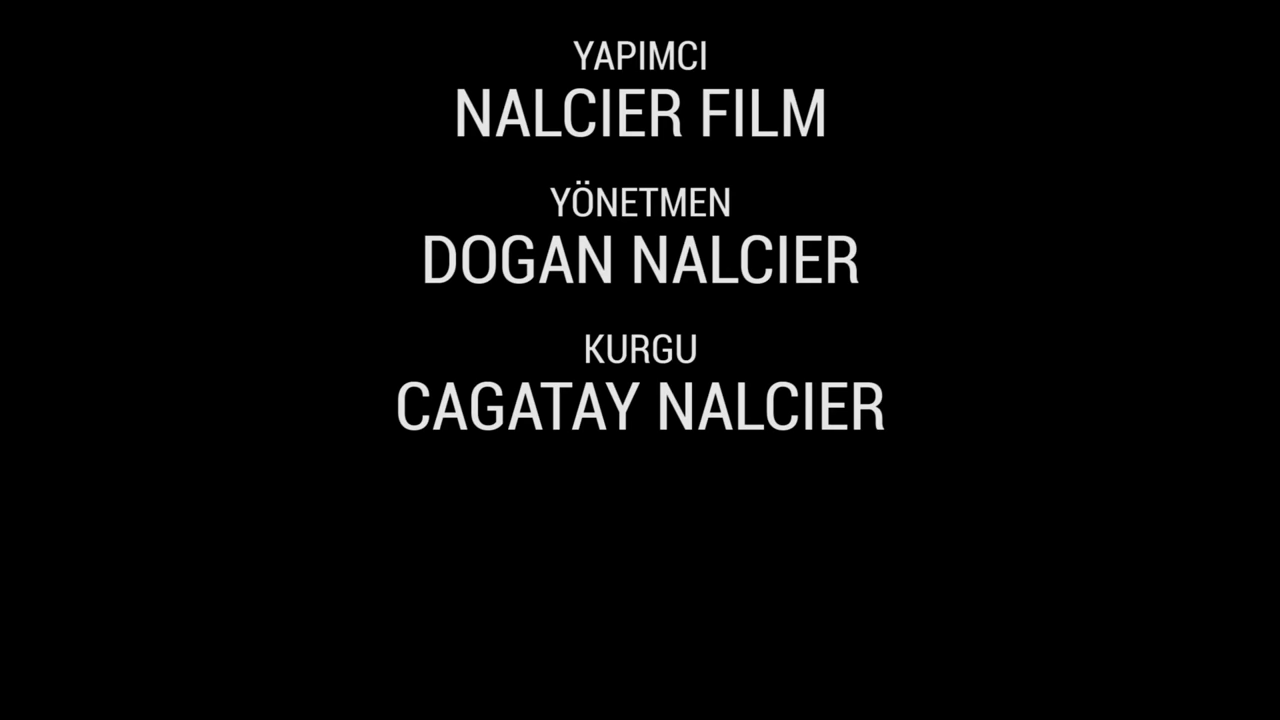 YAPIMCI
NALCIER FILM
YÖNETMEN
DOGAN NALCIER
KURGU
CAGATAY NALCIER